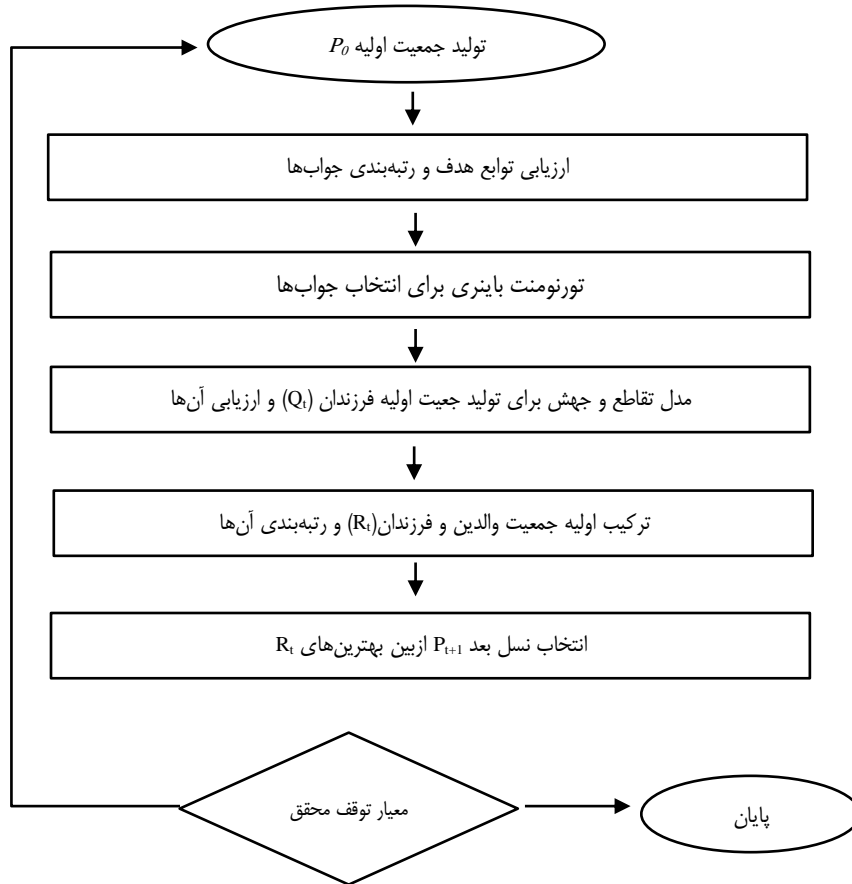 تولید جمعیت اولیه P₀
ارزیابی توابع هدف و رتبه‌بندی جواب‌ها
تورنومنت باینری برای انتخاب جواب‌ها
مدل تقاطع و جهش برای تولید جعیت اولیه فرزندان (Qₜ) و ارزیابی آن‌ها
ترکیب اولیه جمعیت والدین و فرزندان(Rₜ) و رتبه‌بندی آن‌ها
انتخاب نسل بعد Pₜ₊₁ ازبین بهترین‌های Rₜ
معیار توقف محقق
پایان